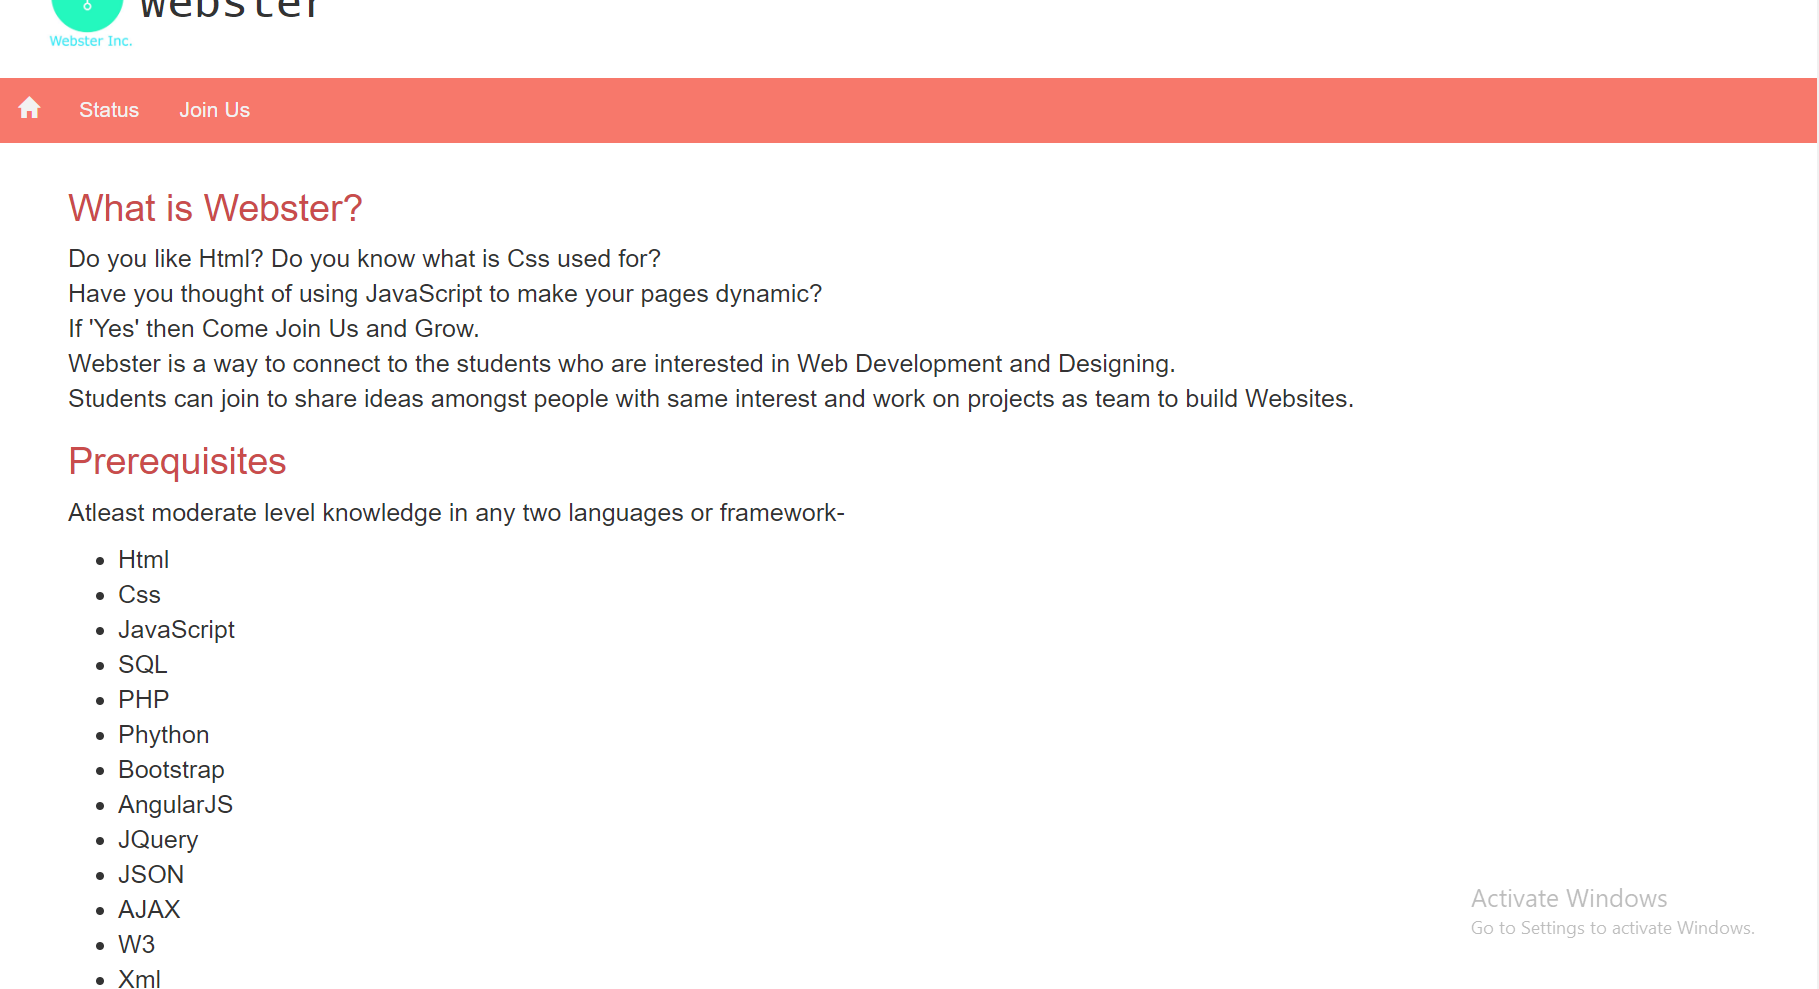 Webster
Webster Inc.
Status
Join Us
What is Webster?
Do you like Html? Do you know what is Css used for?
Have you thought of using JavaScript to make your pages dynamic?
If 'Yes' then Come Join Us and Grow.
Webster is a way to connect to the students who are interested in Web Development and Designing.
Students can join to share ideas amongst people with same interest and work on projects as team to build Websites.
Prerequisites
Atleast moderate level knowledge in any two languages or framework-
Html
Css
JavaScript
SQL
PHP
Phython
Bootstrap
AngularJS
JQuery
JSON
AJAX
W3
Xml
Activate Windows
Go to Settings to activate Windows.